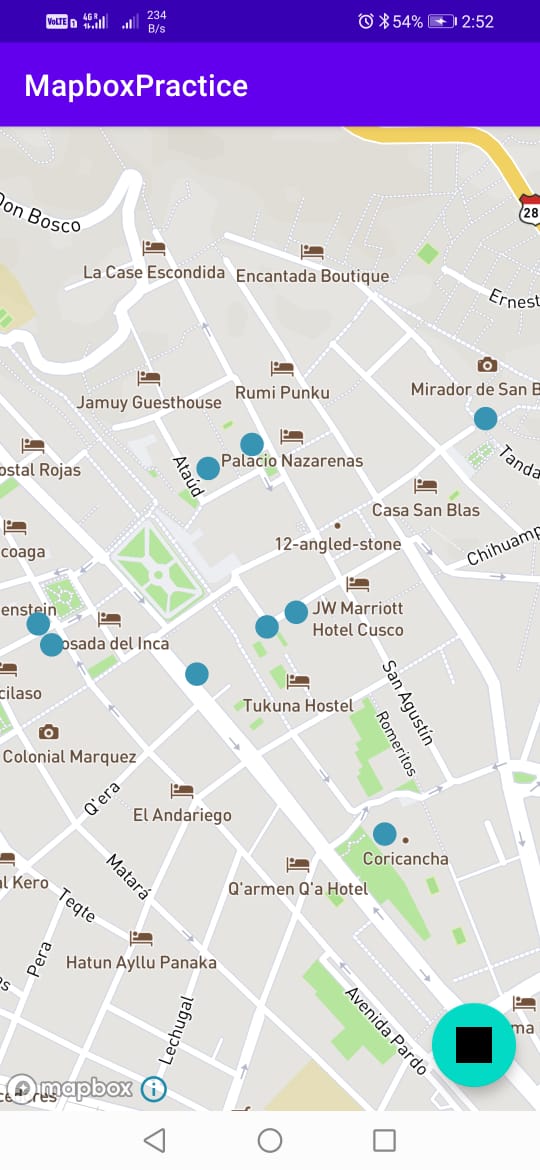 VoLTE 4G R 234 B/s 54% 2:52
MapboxPractice
Don Bosco
28
La Case Escondida
Encantada Boutique
Ernest
Rumi Punku
Mirador de San B
Jamuy Guesthouse
ostal Rojas
Ataúd
Palacio Nazarenas
Tanda
Casa San Blas
coaga
12-angled-stone
Chihuamp
enstein
JW Marriott
Hotel Cusco
osada del Inca
cilaso
San Agustín
Tukuna Hostel
Romeritos
Colonial Marquez
Q'era
El Andariego
Coricancha
Matará
al Kero
Q'armen Q'a Hotel
Teqte
Pera
Hatun Ayllu Panaka
Lechugal
Avenida Pardo
ma
mapbox